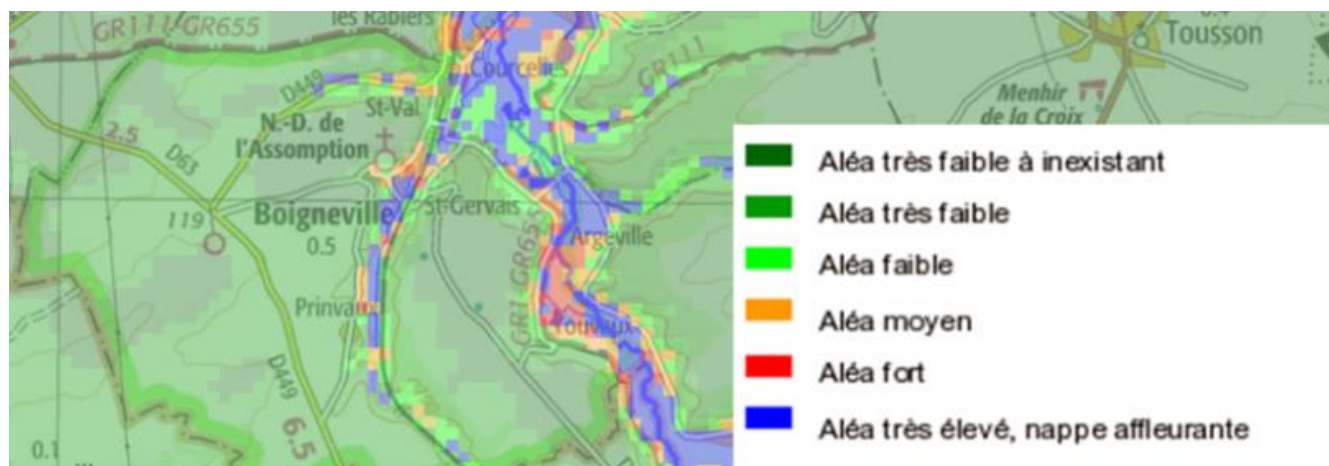 les Rabiers
GR111-GR655
Courcelles
D449
St-Val
GR111
Tousson
Menhir
de la Croix
N.-D. de
l'Assomption
2.5
D63
119
Boigneville
0.5
St-Gervais
Argeville
GR1-GR655
Prinvaux
Touvaux
D449
6.5
0.1
Aléa très faible à inexistant
Aléa très faible
Aléa faible
Aléa moyen
Aléa fort
Aléa très élevé, nappe affleurante